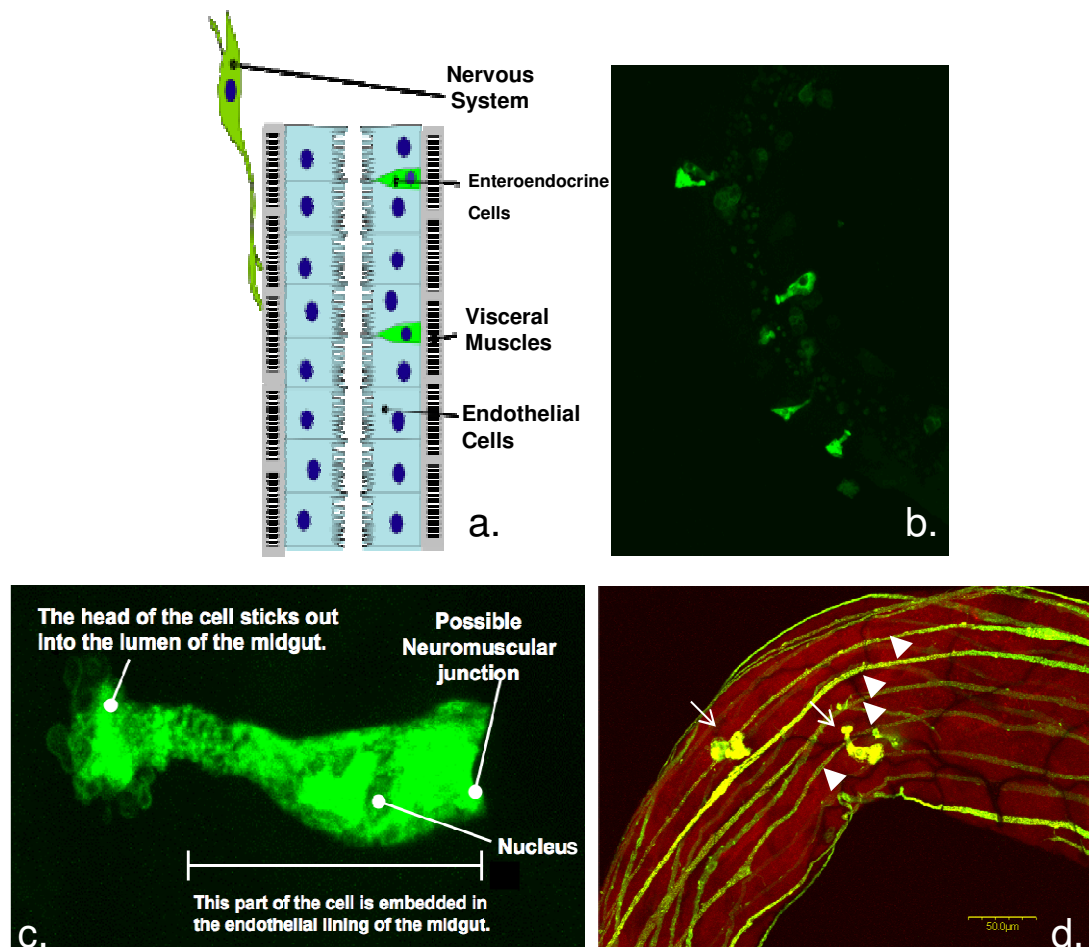 Nervous
System
Enteroendocrine
Cells
Visceral
Muscles
Endothelial
Cells
a.
b.
The head of the cell sticks out
into the lumen of the midgut.
Possible
Neuromuscular
junction
Nucleus
This part of the cell is embedded in
the endothelial lining of the midgut.
c.
50.0µm
d.